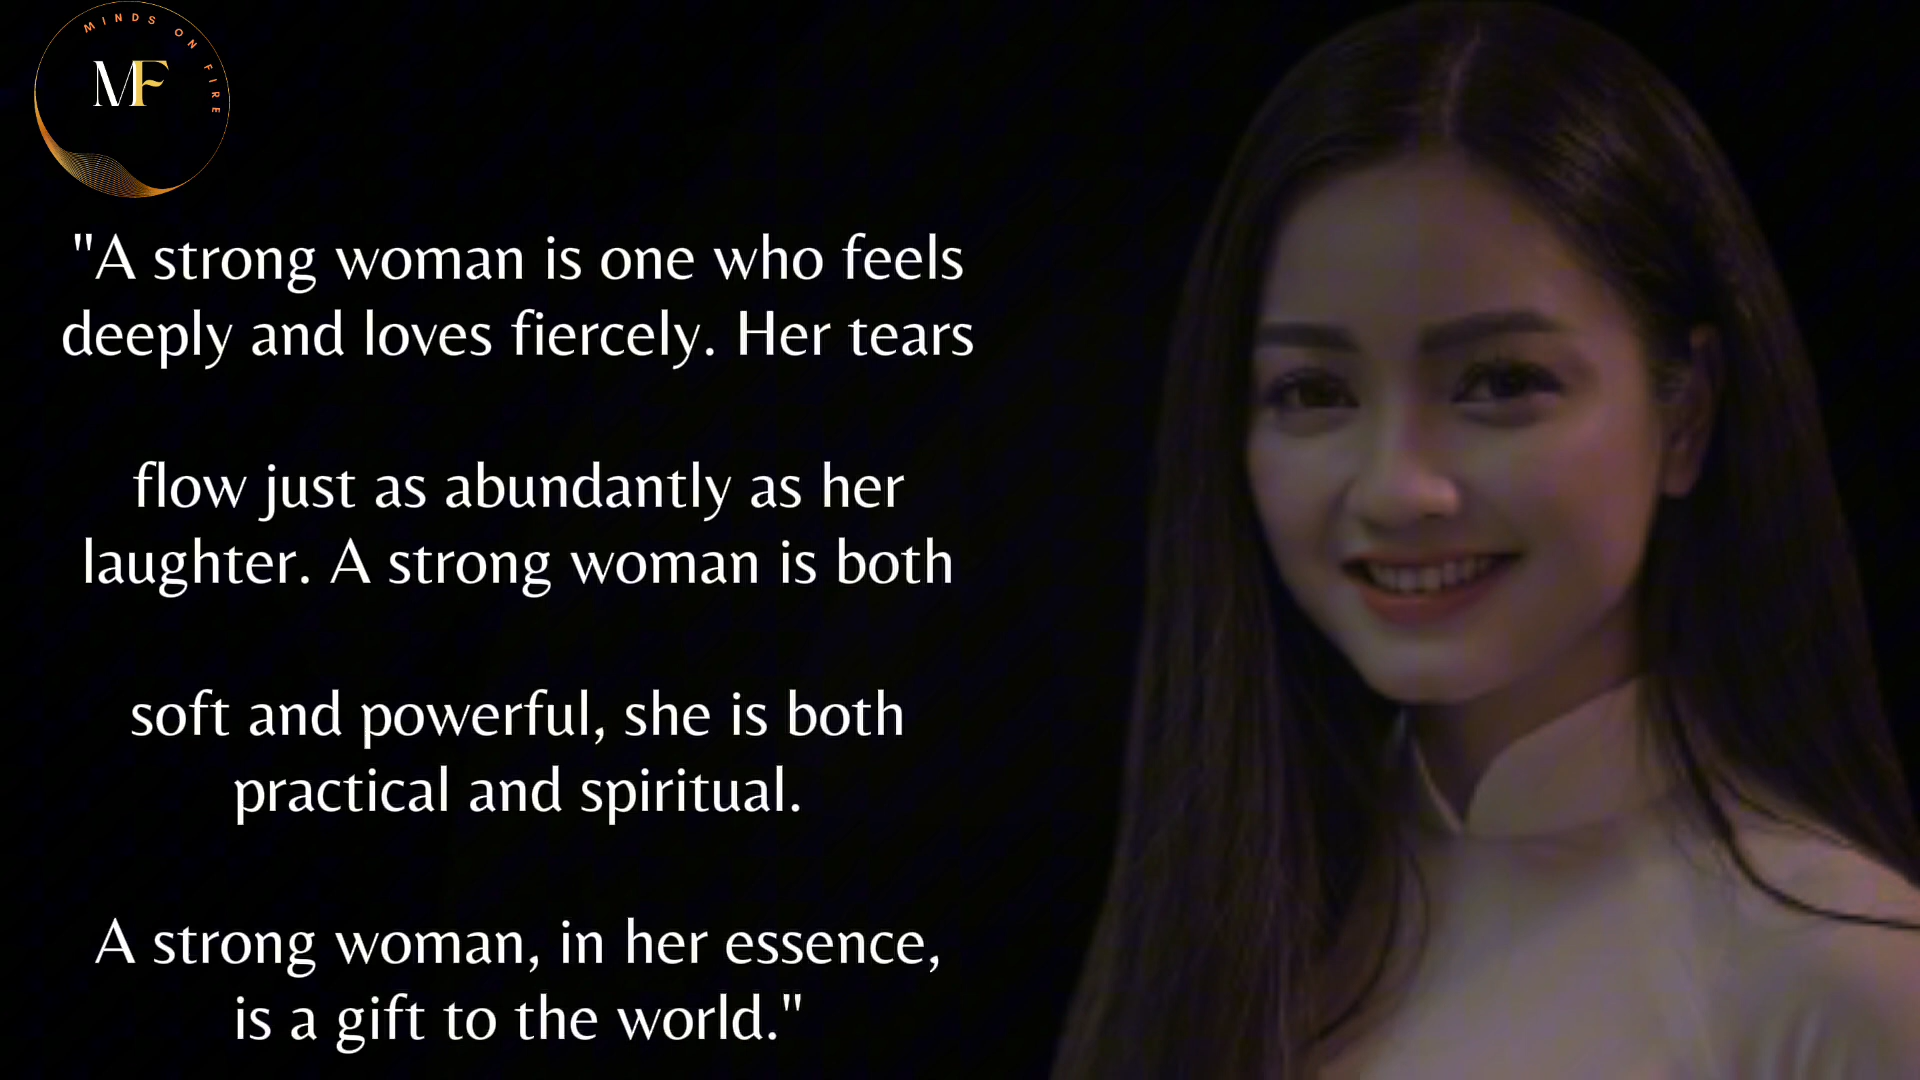 MINDS ON FIRE
MF
"A strong woman is one who feels
deeply and loves fiercely. Her tears
flow just as abundantly as her
laughter. A strong woman is both
soft and powerful, she is both
practical and spiritual.
A strong woman, in her essence,
is a gift to the world."